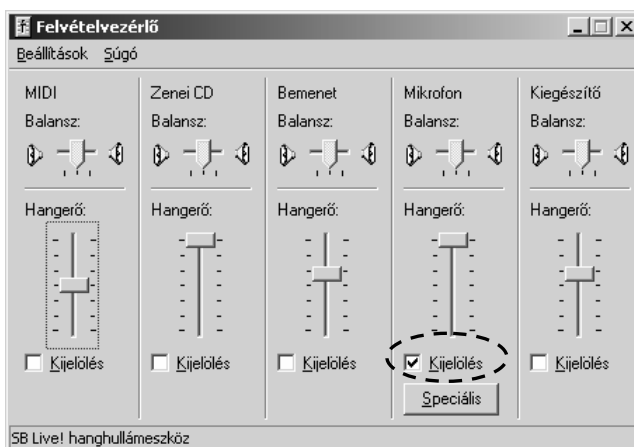 Felvételvezérlő
Beállítások Súgó
MIDI Zenei CD Bemenet Mikrofon Kiegészítő
Balansz: Balansz: Balansz: Balansz: Balansz:
Hangerő: Hangerő: Hangerő: Hangerő: Hangerő:
Kijelölés Kijelölés Kijelölés Kijelölés Kijelölés
Speciális
SB Live! hanghullámeszköz